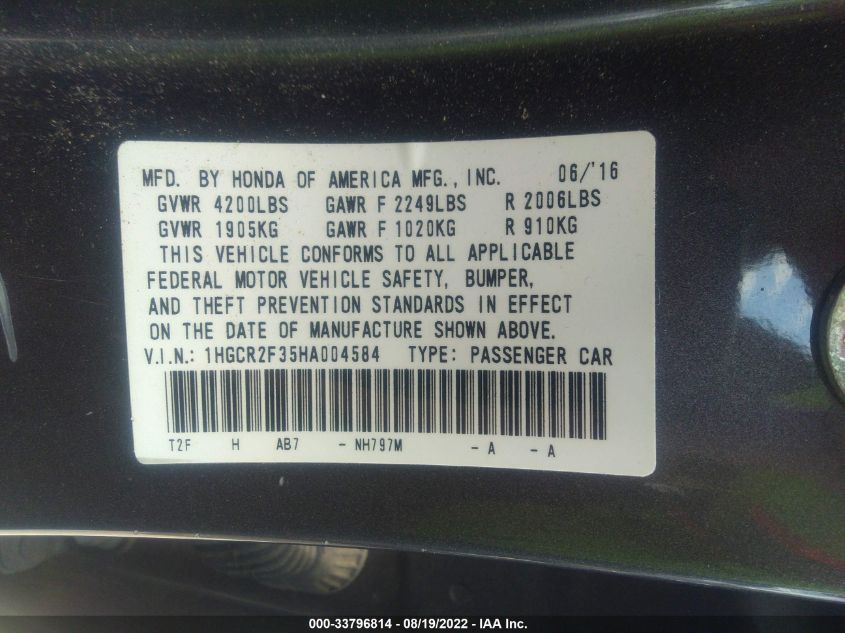 MFD. BY HONDA OF AMERICA MFG., INC. 06/'16
GVWR 4200LBS GAWR F 2249LBS R 2006LBS
GVWR 1905KG GAWR F 1020KG R 910KG
THIS VEHICLE CONFORMS TO ALL APPLICABLE
FEDERAL MOTOR VEHICLE SAFETY, BUMPER,
AND THEFT PREVENTION STANDARDS IN EFFECT
ON THE DATE OF MANUFACTURE SHOWN ABOVE.
V.I.N.: 1HGCR2F35HA004584 TYPE: PASSENGER CAR
T2F H AB7 - NH797M - A - A
000-33796814 - 08/19/2022 - IAA Inc.